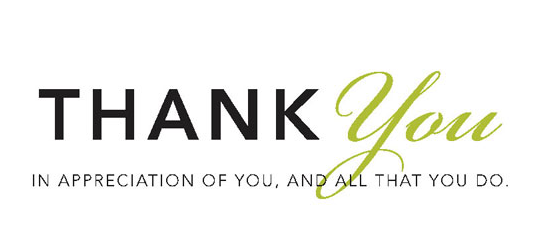 THANK You
IN APPRECIATION OF YOU, AND ALL THAT YOU DO.